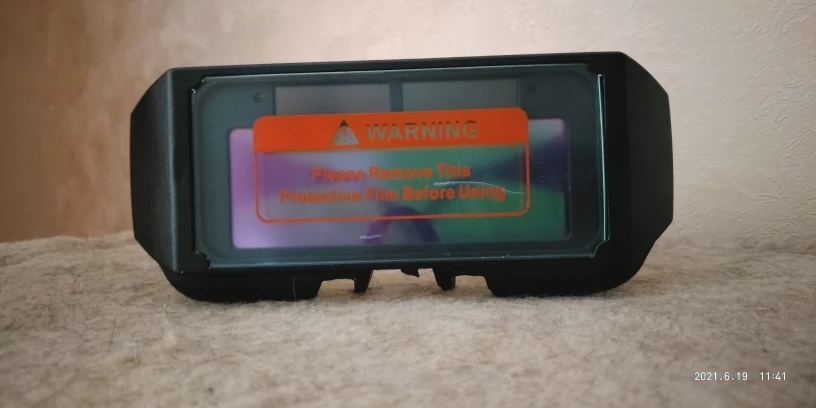 WARNING
Please Remove This
Protective Film Before Using
2021.6.19 11:41